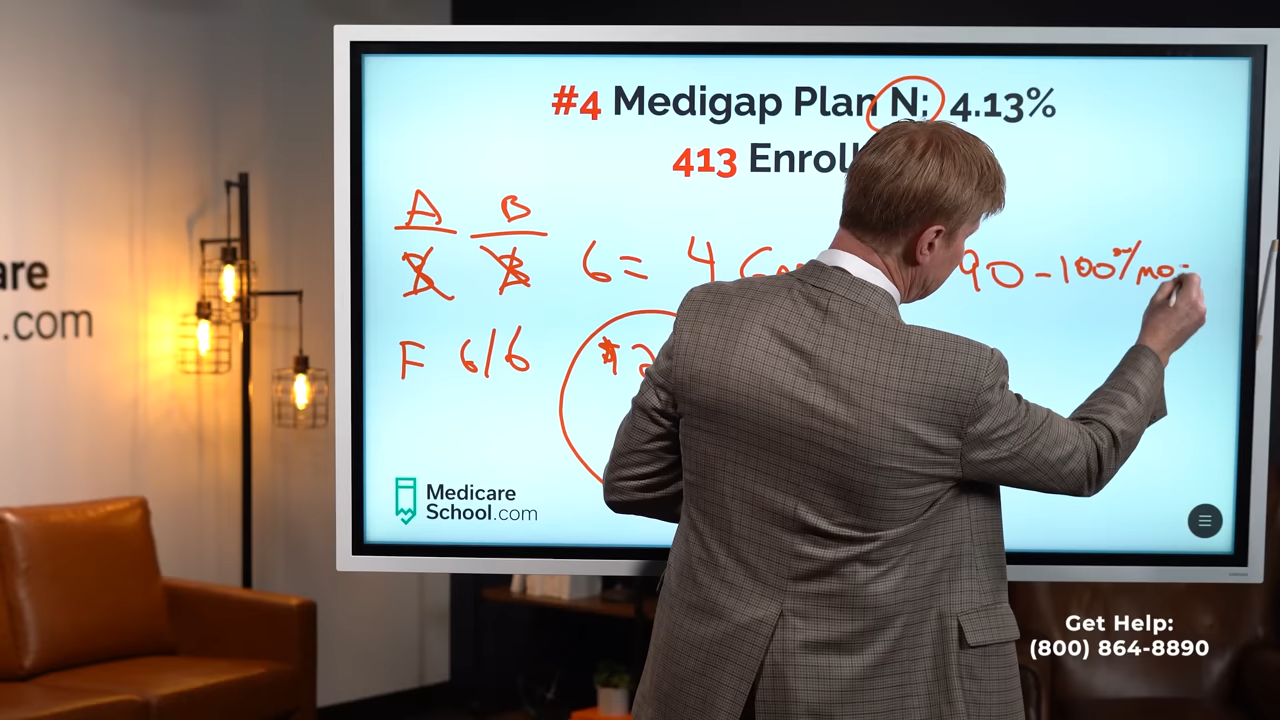 #4 Medigap Plan N: 4.13%
413 Enroll
A B
6= 4 90-100%/mo
F 6/6 $2
Medicare
School.com
are
.com
Get Help:
(800) 864-8890